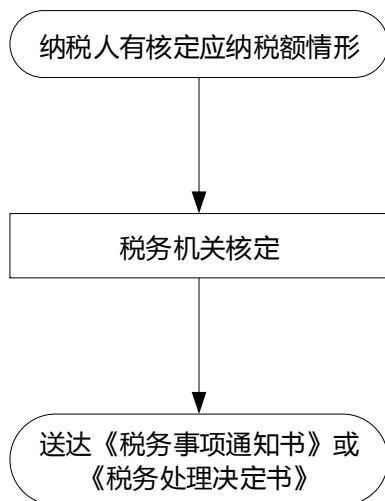 纳税人有核定应纳税额情形
税务机关核定
送达《税务事项通知书》或
《税务处理决定书》